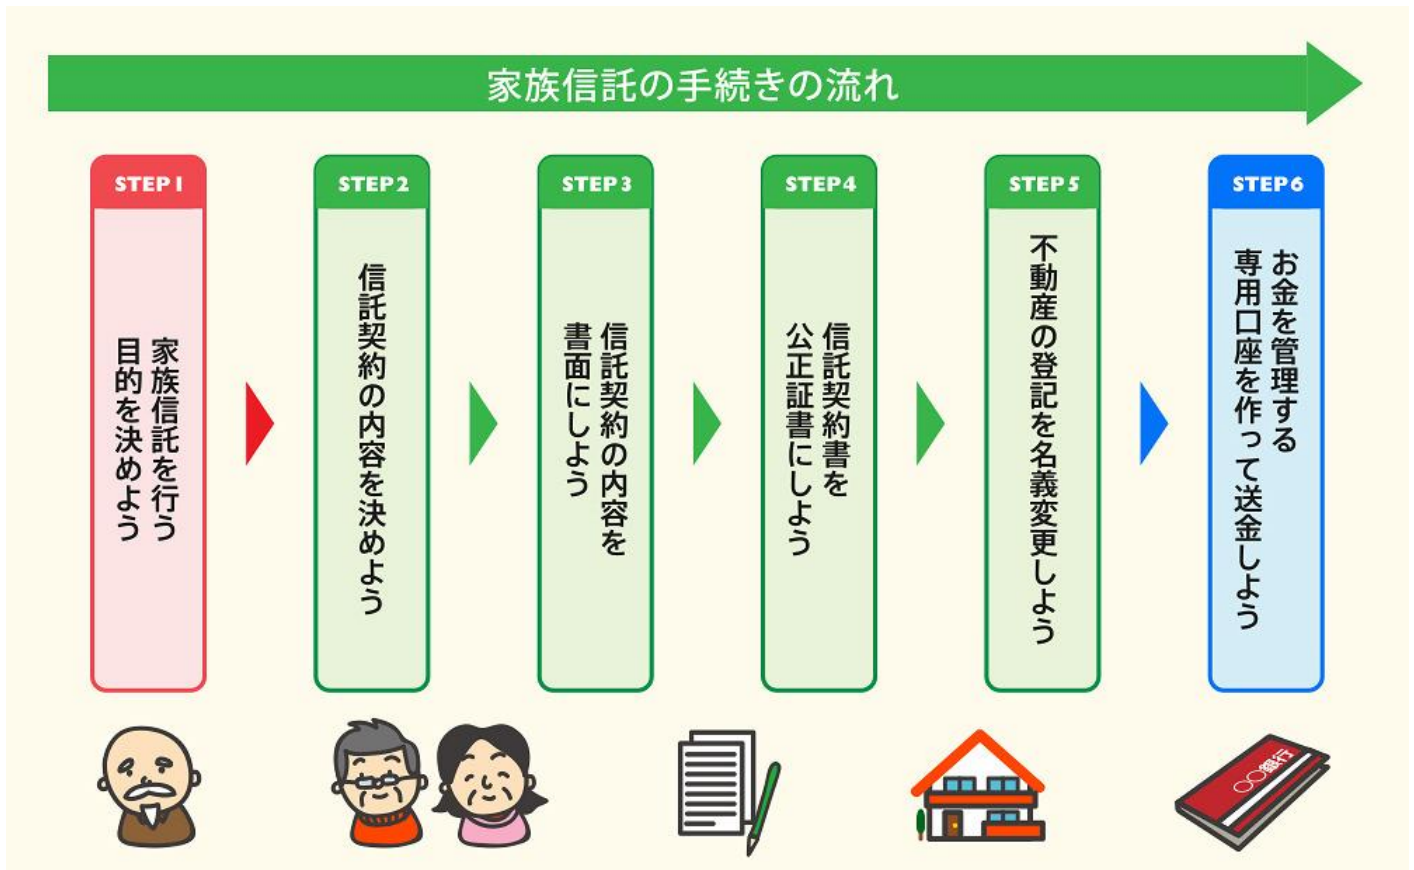 家族信託の手続きの流れ
STEP 1
家族信託を行う
目的を決めよう
STEP 2
信託契約の内容を決めよう
STEP 3
信託契約の内容を
書面にしよう
STEP 4
信託契約書を
公正証書にしよう
STEP 5
不動産の登記を名義変更しよう
STEP 6
お金を管理する
専用口座を作って送金しよう
〇〇銀行